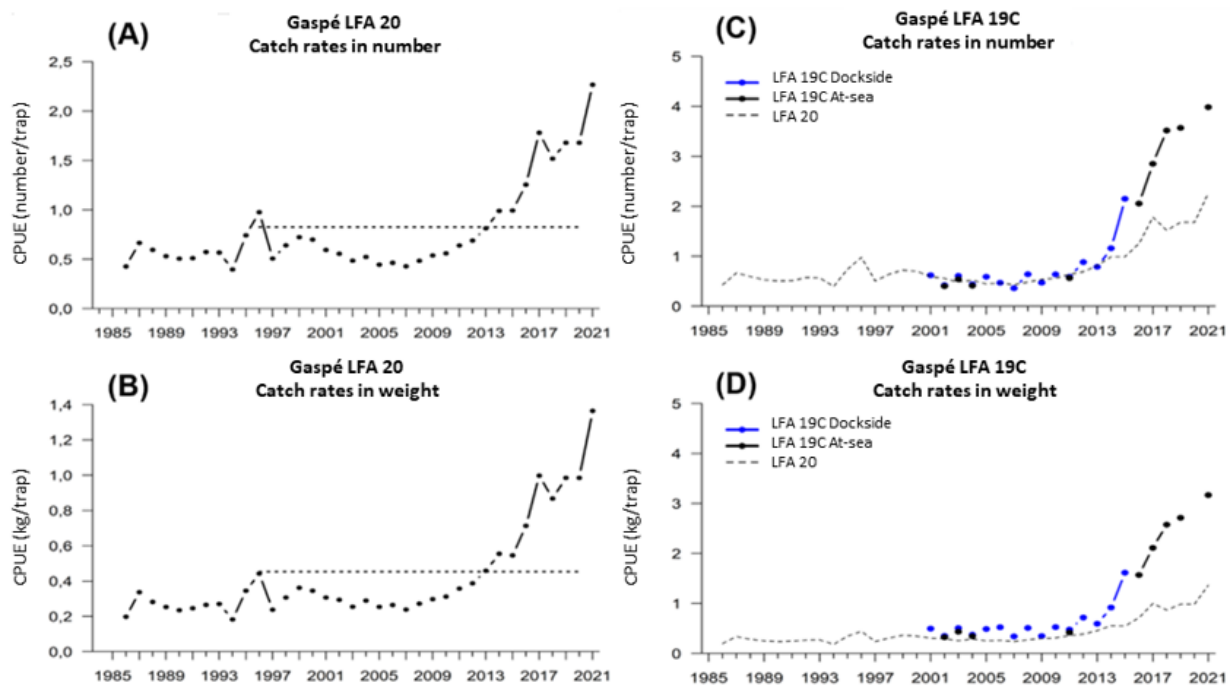 (A)
Gaspé LFA 20
Catch rates in number
CPUE (number/trap)
2,5
2,0
1,5
1,0
0,5
0,0
1985 1989 1993 1997 2001 2005 2009 2013 2017 2021
(C)
Gaspé LFA 19C
Catch rates in number
CPUE (number/trap)
5
4
3
2
1
0
LFA 19C Dockside
LFA 19C At-sea
LFA 20
1985 1989 1993 1997 2001 2005 2009 2013 2017 2021
(B)
Gaspé LFA 20
Catch rates in weight
CPUE (kg/trap)
1,4
1,2
1,0
0,8
0,6
0,4
0,2
0,0
1985 1989 1993 1997 2001 2005 2009 2013 2017 2021
(D)
Gaspé LFA 19C
Catch rates in weight
CPUE (kg/trap)
5
4
3
2
1
0
LFA 19C Dockside
LFA 19C At-sea
LFA 20
1985 1989 1993 1997 2001 2005 2009 2013 2017 2021